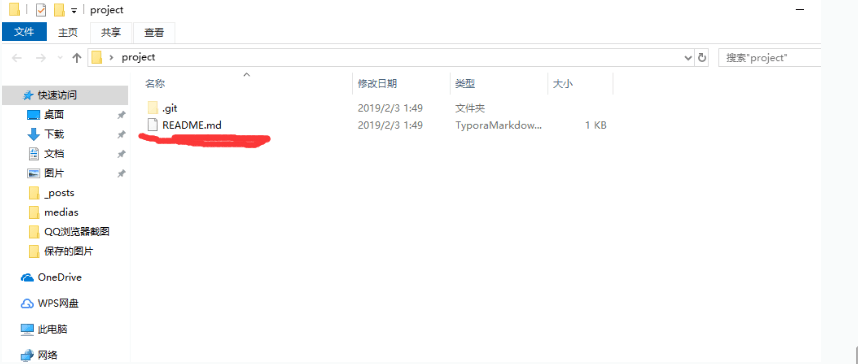 project
文件 主页 共享 查看
project 搜索"project"
名称 修改日期 类型 大小
快速访问
.git 2019/2/3 1:49 文件夹
桌面
README.md 2019/2/3 1:49 TyporaMarkdow... 1 KB
下载
文档
图片
_posts
medias
QQ浏览器截图
保存的图片
OneDrive
WPS网盘
此电脑
网络